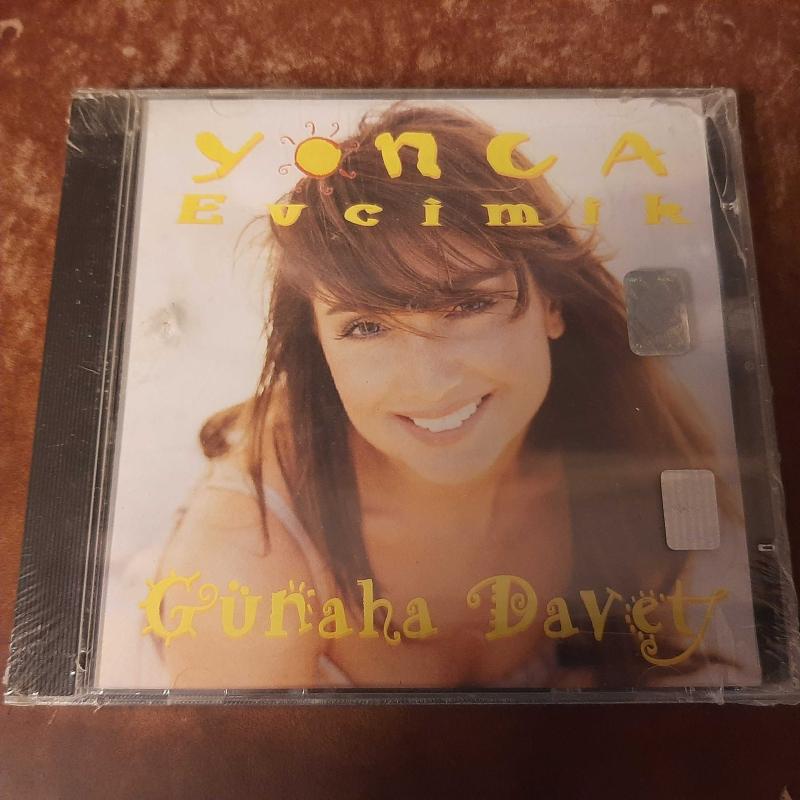 YONCA
Evcimik
Günaha Davet